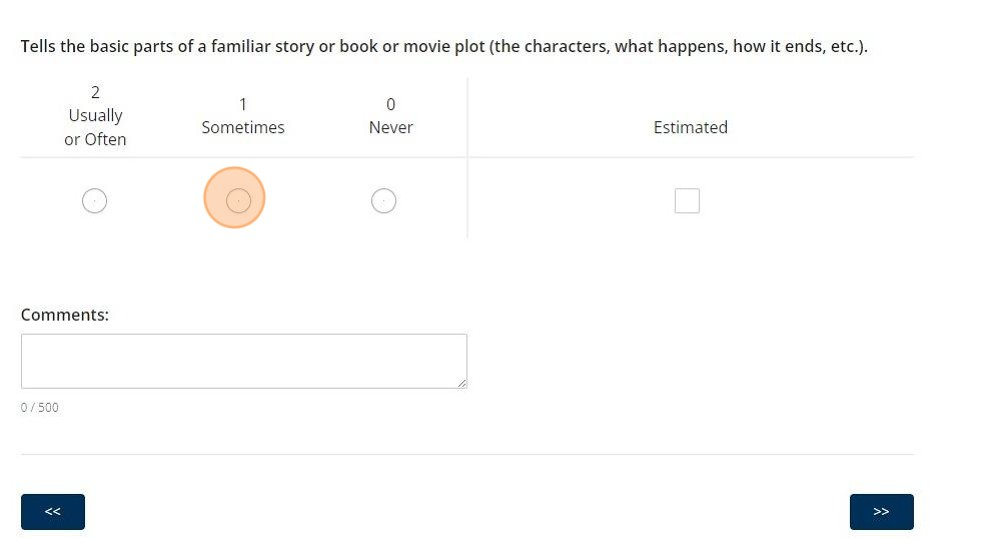 Tells the basic parts of a familiar story or book or movie plot (the characters, what happens, how it ends, etc.).
2
Usually
or Often
1
Sometimes
0
Never
Estimated
Comments:
0 / 500
<<
>>